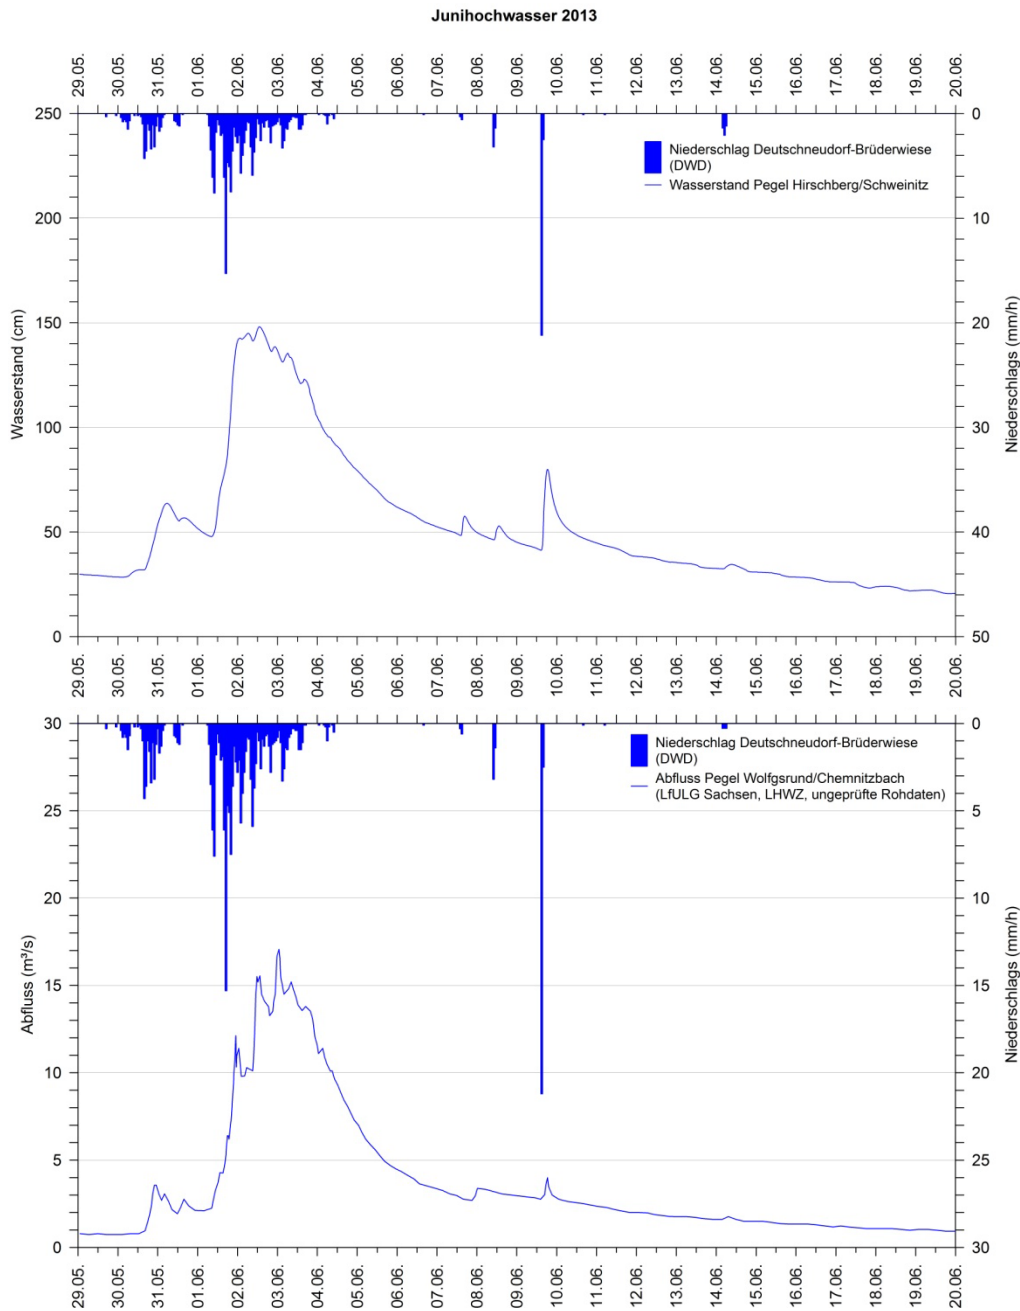 Junihochwasser 2013
29.05. 30.05. 31.05. 01.06. 02.06. 03.06. 04.06. 05.06. 06.06. 07.06. 08.06. 09.06. 10.06. 11.06. 12.06. 13.06. 14.06. 15.06. 16.06. 17.06. 18.06. 19.06. 20.06.
250
200
150
100
50
0
Wasserstand (cm)
Niederschlag Deutschneudorf-Brüderwiese
(DWD)
Wasserstand Pegel Hirschberg/Schweinitz
0
10
20
30
40
50
Niederschlags (mm/h)
29.05. 30.05. 31.05. 01.06. 02.06. 03.06. 04.06. 05.06. 06.06. 07.06. 08.06. 09.06. 10.06. 11.06. 12.06. 13.06. 14.06. 15.06. 16.06. 17.06. 18.06. 19.06. 20.06.
30
25
20
15
10
5
0
Abfluss (m³/s)
Niederschlag Deutschneudorf-Brüderwiese
(DWD)
Abfluss Pegel Wolfgsrund/Chemnitzbach
(LfULG Sachsen, LHWZ, ungeprüfte Rohdaten)
0
5
10
15
20
25
30
Niederschlags (mm/h)
29.05. 30.05. 31.05. 01.06. 02.06. 03.06. 04.06. 05.06. 06.06. 07.06. 08.06. 09.06. 10.06. 11.06. 12.06. 13.06. 14.06. 15.06. 16.06. 17.06. 18.06. 19.06. 20.06.